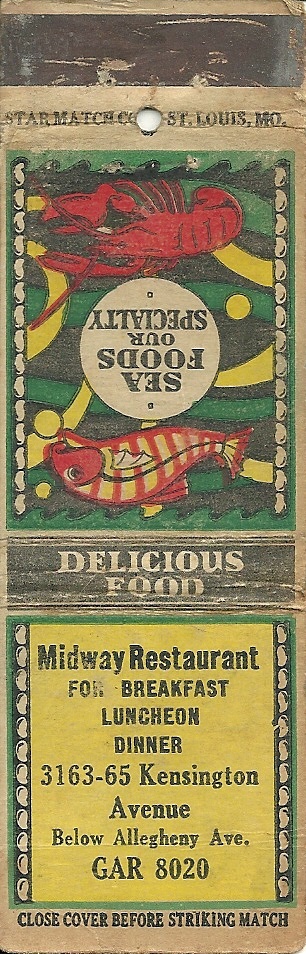 STAR MATCH CO ST. LOUIS, MO.
SEA
FOODS
OUR
SPECIALTY
DELICIOUS
FOOD
Midway Restaurant
FOR BREAKFAST
LUNCHEON
DINNER
3163-65 Kensington
Avenue
Below Allegheny Ave.
GAR 8020
CLOSE COVER BEFORE STRIKING MATCH